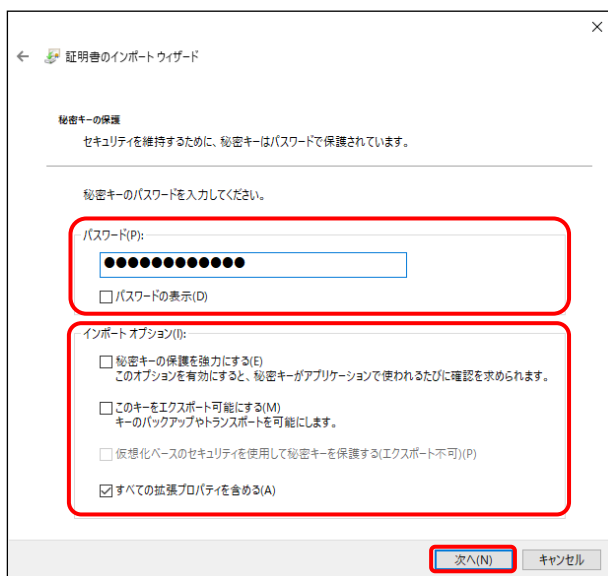 証明書のインポート ウィザード
秘密キーの保護
セキュリティを維持するために、秘密キーはパスワードで保護されています。
秘密キーのパスワードを入力してください。
パスワード(P):
●●●●●●●●●●●●
パスワードの表示(D)
インポート オプション(I):
秘密キーの保護を強力にする(E)
このオプションを有効にすると、秘密キーがアプリケーションで使われるたびに確認を求められます。
このキーをエクスポート可能にする(M)
キーのバックアップやトランスポートを可能にします。
仮想化ベースのセキュリティを使用して秘密キーを保護する(エクスポート不可)(P)
すべての拡張プロパティを含める(A)
次へ(N)
キャンセル